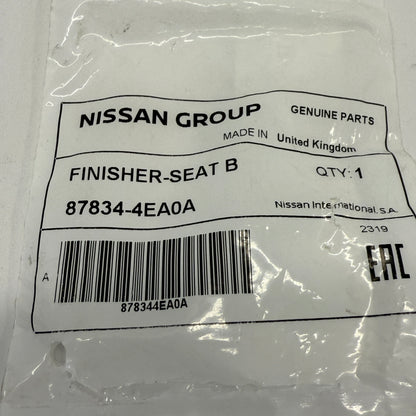 NISSAN GROUP GENUINE PARTS
MADE IN United Kingdom
FINISHER-SEAT B QTY: 1
87834-4EA0A Nissan International, S.A.
2319
A
878344EA0A
EAC